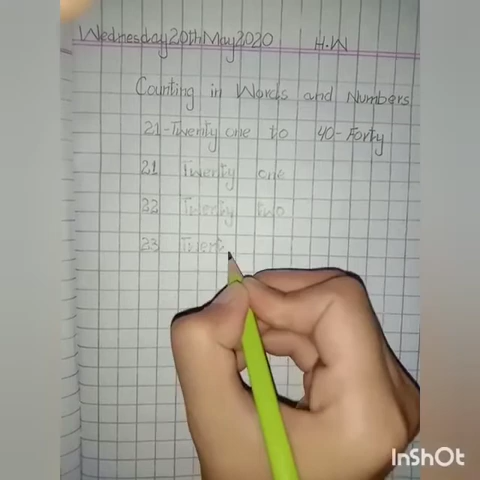 Wednesday 20th May 2020 H.W
Counting in Words and Numbers
21-Twenty one to 40-Forty
21 Twenty one
22 Twenty two
23 Twent
InShOt